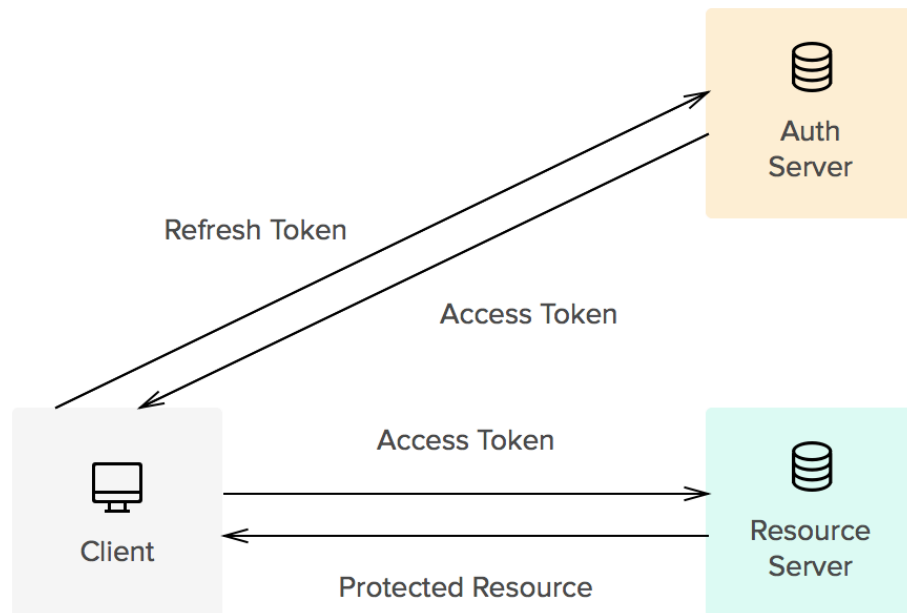 Auth
Server
Refresh Token
Access Token
Access Token
Client
Resource
Server
Protected Resource